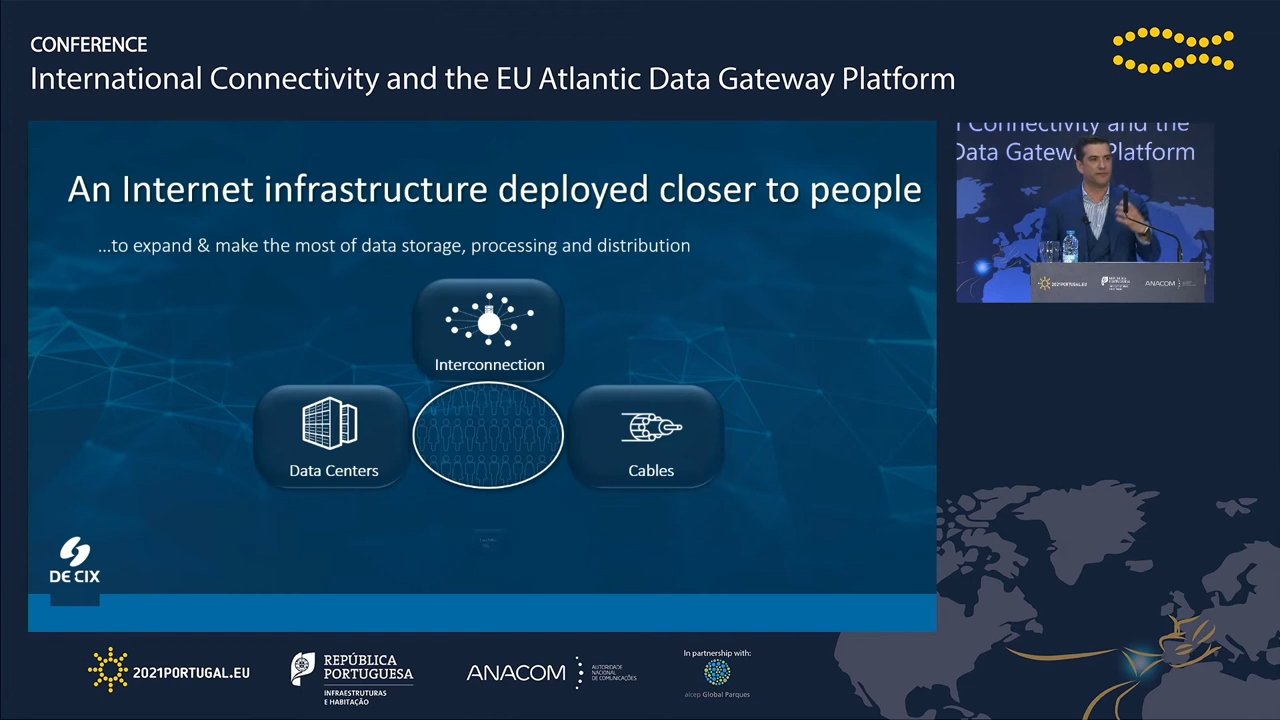 CONFERENCE
International Connectivity and the EU Atlantic Data Gateway Platform
An Internet infrastructure deployed closer to people
...to expand & make the most of data storage, processing and distribution
Interconnection
Data Centers
Cables
DE CIX
Connectivity and the
Data Gateway Platform
2021PORTUGAL.EU
REPÚBLICA
PORTUGUESA
ANACOM
2021PORTUGAL.EU
REPÚBLICA
PORTUGUESA
INFRAESTRUTURAS
E HABITAÇÃO
ANACOM
AUTORIDADE
NACIONAL
DE COMUNICAÇÕES
In partnership with:
aicep Global Parques